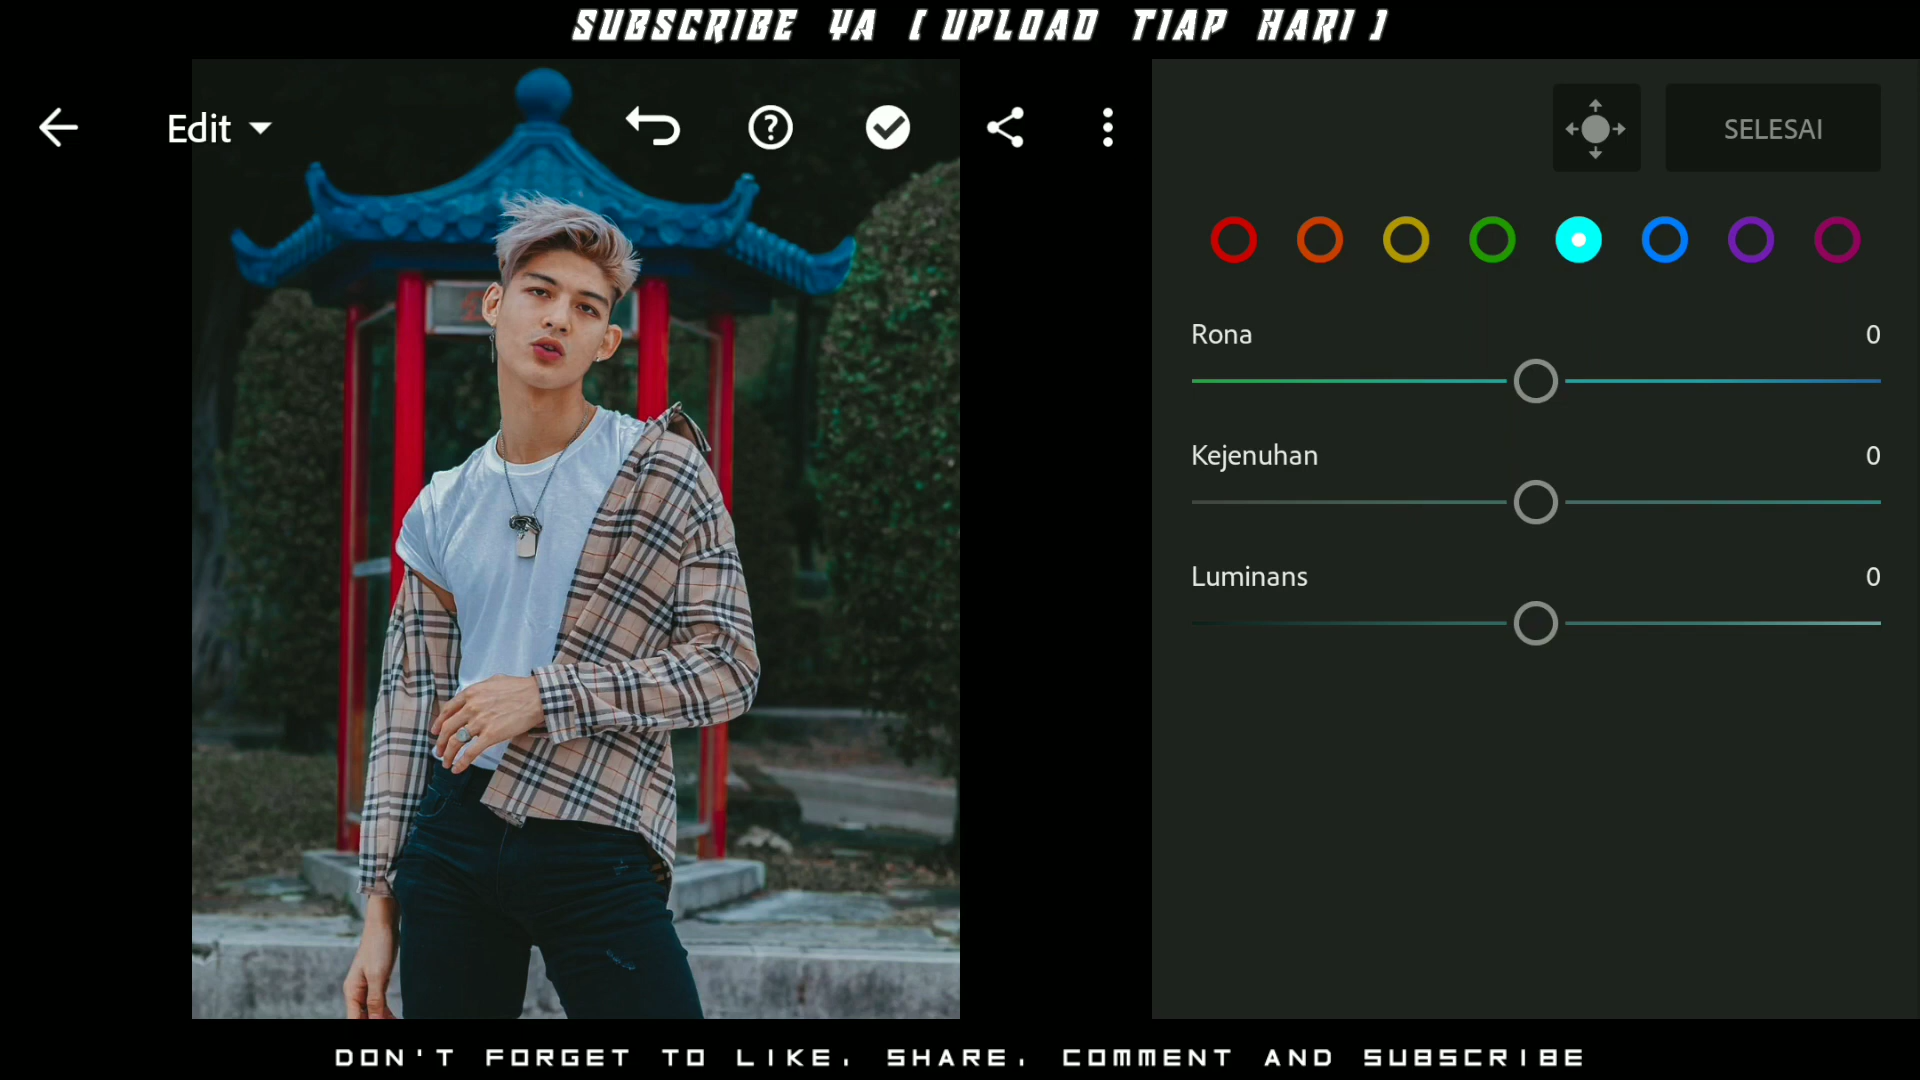 SUBSCRIBE YA [ UPLOAD TIAP HARI ]
Edit
SELESAI
Rona 0
Kejenuhan 0
Luminans 0
DON'T FORGET TO LIKE, SHARE, COMMENT AND SUBSCRIBE